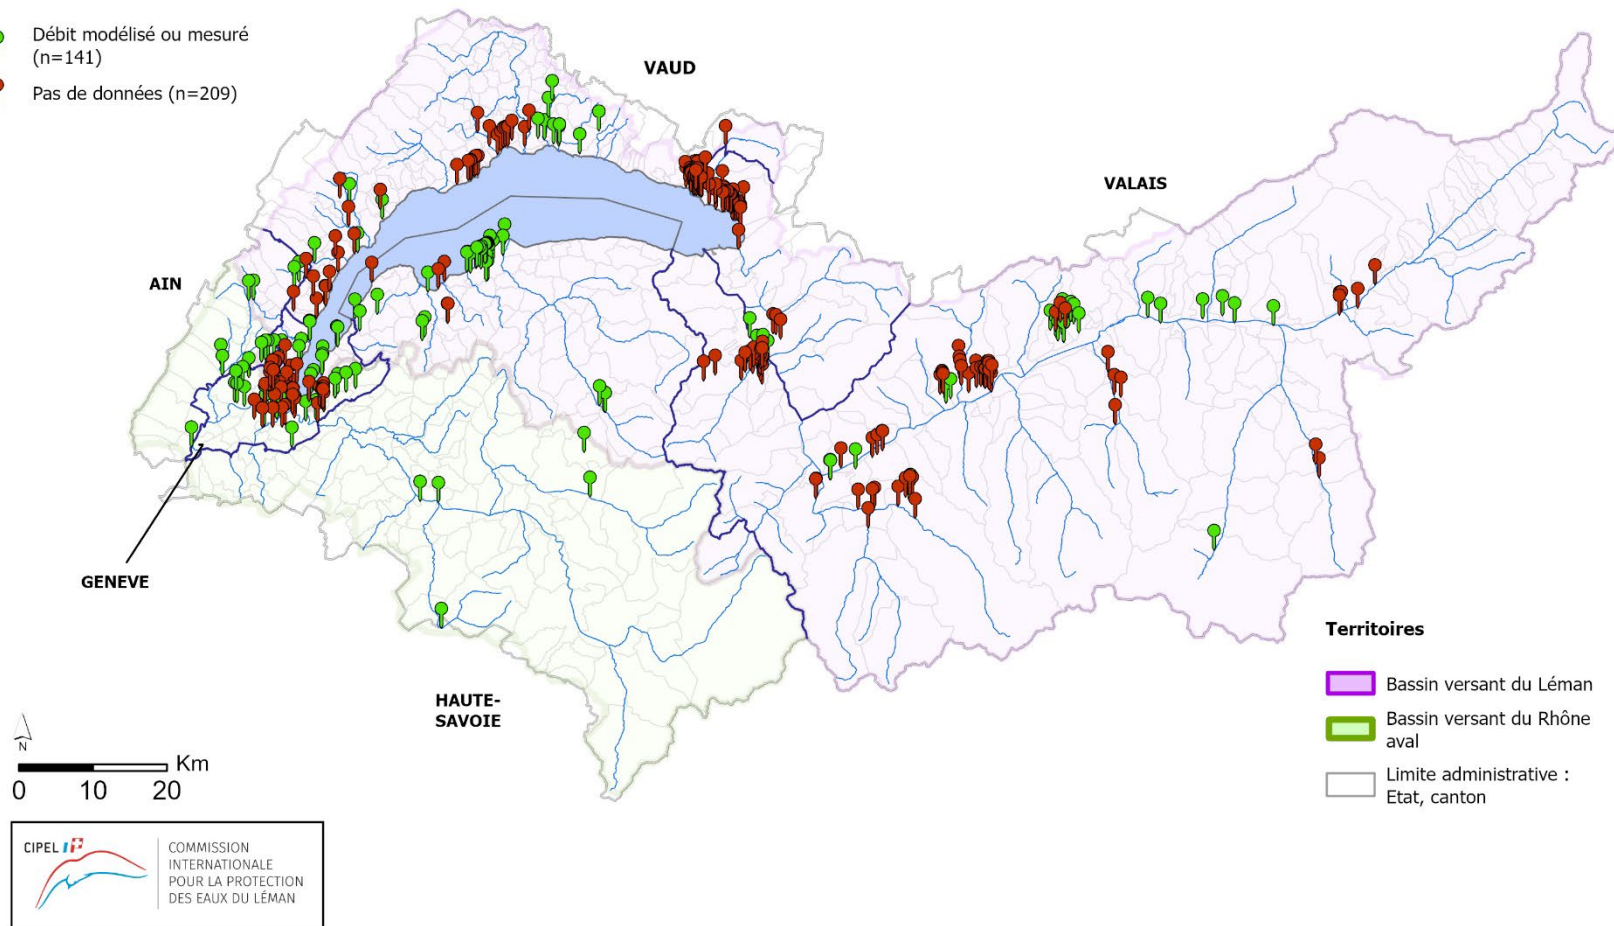 Débit modélisé ou mesuré
(n=141)
Pas de données (n=209)
VAUD
VALAIS
AIN
GENEVE
HAUTE-
SAVOIE
Territoires
Bassin versant du Léman
Bassin versant du Rhône
aval
Limite administrative :
Etat, canton
N
Km
0 10 20
CIPEL
COMMISSION
INTERNATIONALE
POUR LA PROTECTION
DES EAUX DU LÉMAN